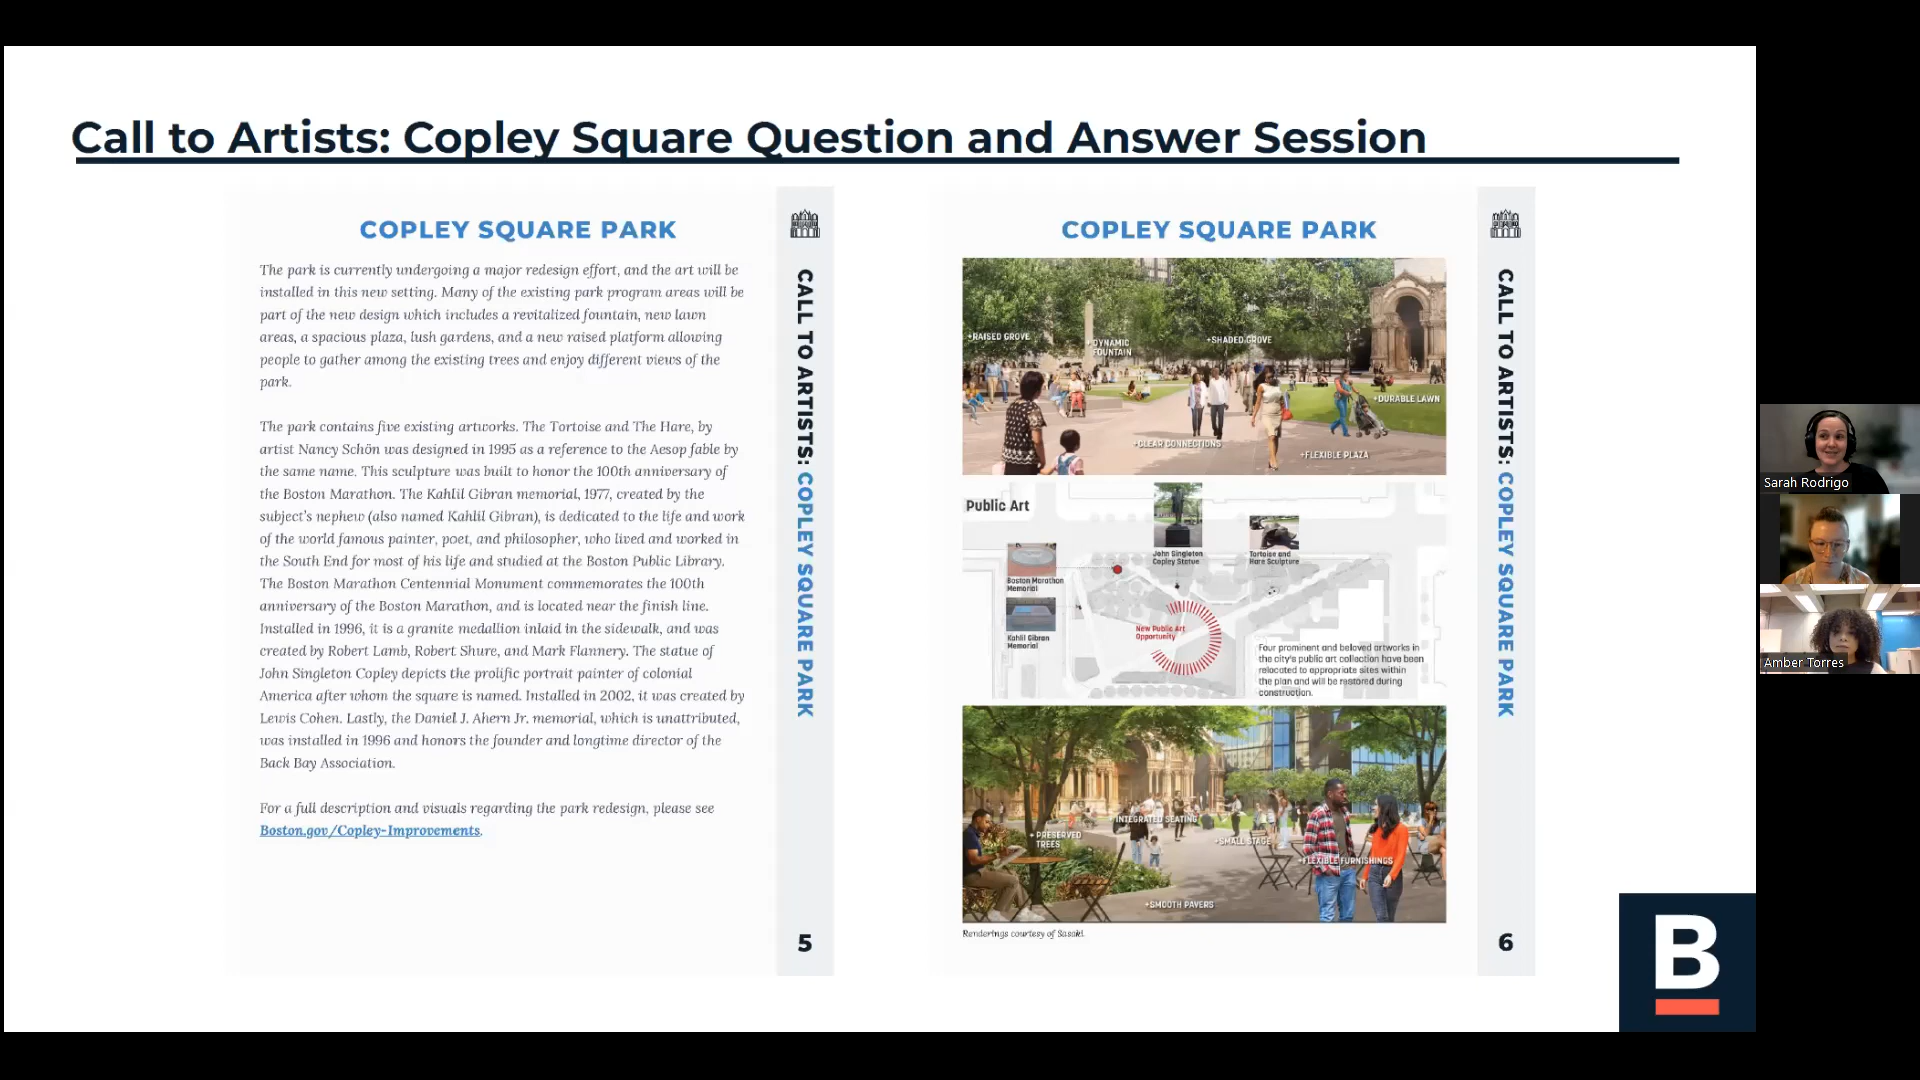 Call to Artists: Copley Square Question and Answer Session
COPLEY SQUARE PARK
The park is currently undergoing a major redesign effort, and the art will be
installed in this new setting. Many of the existing park program areas will be
part of the new design which includes a revitalized fountain, new lawn
areas, a spacious plaza, lush gardens, and a new raised platform allowing
people to gather among the existing trees and enjoy different views of the
park.
The park contains five existing artworks. The Tortoise and The Hare, by
artist Nancy Schön was designed in 1995 as a reference to the Aesop fable by
the same name. This sculpture was built to honor the 100th anniversary of
the Boston Marathon. The Kahlil Gibran memorial, 1977, created by the
subject's nephew (also named Kahlil Gibran), is dedicated to the life and work
of the world famous painter, poet, and philosopher, who lived and worked in
the South End for most of his life and studied at the Boston Public Library.
The Boston Marathon Centennial Monument commemorates the 100th
anniversary of the Boston Marathon, and is located near the finish line.
Installed in 1996, it is a granite medallion inlaid in the sidewalk, and was
created by Robert Lamb, Robert Shure, and Mark Flannery. The statue of
John Singleton Copley depicts the prolific portrait painter of colonial
America after whom the square is named. Installed in 2002, it was created by
Lewis Cohen. Lastly, the Daniel J. Ahern Jr. memorial, which is unattributed,
was installed in 1996 and honors the founder and longtime director of the
Back Bay Association.
For a full description and visuals regarding the park redesign, please see
Boston.gov/Copley-Improvements.
CALL TO ARTISTS: COPLEY SQUARE PARK
5
COPLEY SQUARE PARK
+RAISED GROVE
+DYNAMIC
FOUNTAIN
+SHADED GROVE
+DURABLE LAWN
+CLEAR CONNECTIONS
+FLEXIBLE PLAZA
Public Art
John Singleton
Copley Statue
Tortoise and
Hare Sculpture
Boston Marathon
Memorial
Kahlil Gibran
Memorial
New Public Art
Opportunity
Four prominent and beloved artworks in
the city's public art collection have been
relocated to appropriate sites within
the plan and will be restored during
construction.
+INTEGRATED SEATING
+PRESERVED
TREES
+SMALL STAGE
+FLEXIBLE FURNISHINGS
+SMOOTH PAVERS
Renderings courtesy of Sasaki.
CALL TO ARTISTS: COPLEY SQUARE PARK
6
B
Sarah Rodrigo
Amber Torres